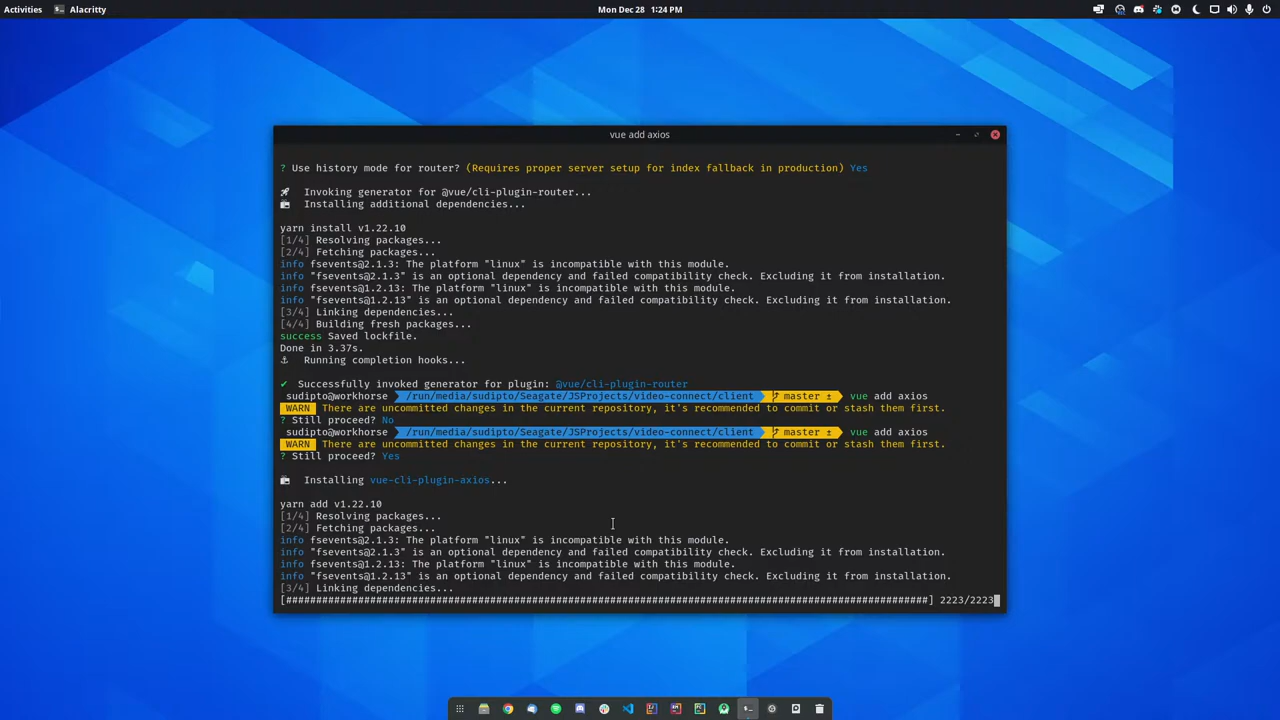 Activities Alacritty Mon Dec 28 1:24 PM
vue add axios
? Use history mode for router? (Requires proper server setup for index fallback in production) Yes
Invoking generator for @vue/cli-plugin-router...
Installing additional dependencies...
yarn install v1.22.10
[1/4] Resolving packages...
[2/4] Fetching packages...
info fsevents@2.1.3: The platform "linux" is incompatible with this module.
info "fsevents@2.1.3" is an optional dependency and failed compatibility check. Excluding it from installation.
info fsevents@1.2.13: The platform "linux" is incompatible with this module.
info "fsevents@1.2.13" is an optional dependency and failed compatibility check. Excluding it from installation.
[3/4] Linking dependencies...
[4/4] Building fresh packages...
success Saved lockfile.
Done in 3.37s.
⚓ Running completion hooks...
✔ Successfully invoked generator for plugin: @vue/cli-plugin-router
sudipto@workhorse /run/media/sudipto/Seagate/JSProjects/video-connect/client master ± vue add axios
WARN There are uncommitted changes in the current repository, it's recommended to commit or stash them first.
? Still proceed? No
sudipto@workhorse /run/media/sudipto/Seagate/JSProjects/video-connect/client master ± vue add axios
WARN There are uncommitted changes in the current repository, it's recommended to commit or stash them first.
? Still proceed? Yes
Installing vue-cli-plugin-axios...
yarn add v1.22.10
[1/4] Resolving packages...
[2/4] Fetching packages...
info fsevents@2.1.3: The platform "linux" is incompatible with this module.
info "fsevents@2.1.3" is an optional dependency and failed compatibility check. Excluding it from installation.
info fsevents@1.2.13: The platform "linux" is incompatible with this module.
info "fsevents@1.2.13" is an optional dependency and failed compatibility check. Excluding it from installation.
[3/4] Linking dependencies...
[###########################################################################################################] 2223/2223